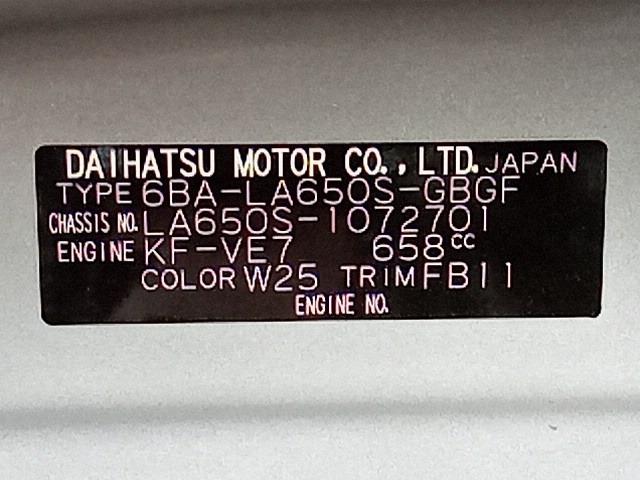 DAIHATSU MOTOR CO., LTD. JAPAN
TYPE 6BA-LA650S-GBGF
CHASSIS NO. LA650S-1072701
ENGINE KF-VE7 658cc
COLOR W25 TRIM FB11
ENGINE NO.